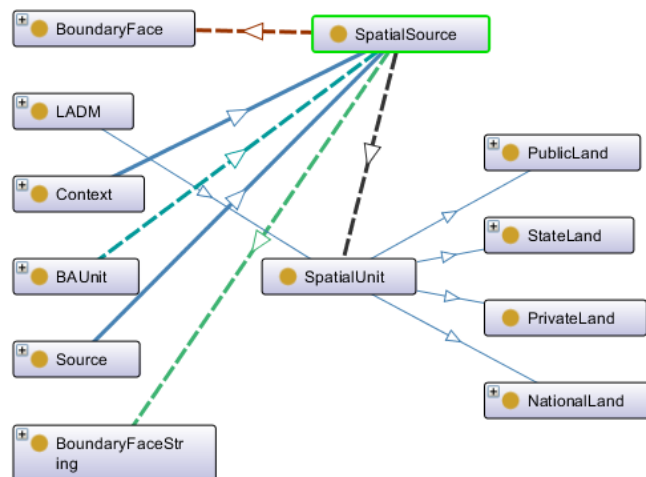 BoundaryFace
SpatialSource
LADM
PublicLand
Context
StateLand
BAUnit
SpatialUnit
PrivateLand
Source
NationalLand
BoundaryFaceStr
ing